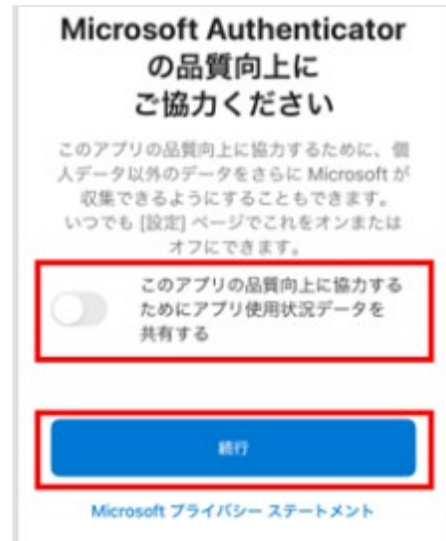 Microsoft Authenticator
の品質向上に
ご協力ください
このアプリの品質向上に協力するために、個
人データ以外のデータをさらに Microsoft が
収集できるようにすることもできます。
いつでも [設定] ページでこれをオンまたは
オフにできます。
このアプリの品質向上に協力する
ためにアプリ使用状況データを
共有する
続行
Microsoft プライバシー ステートメント